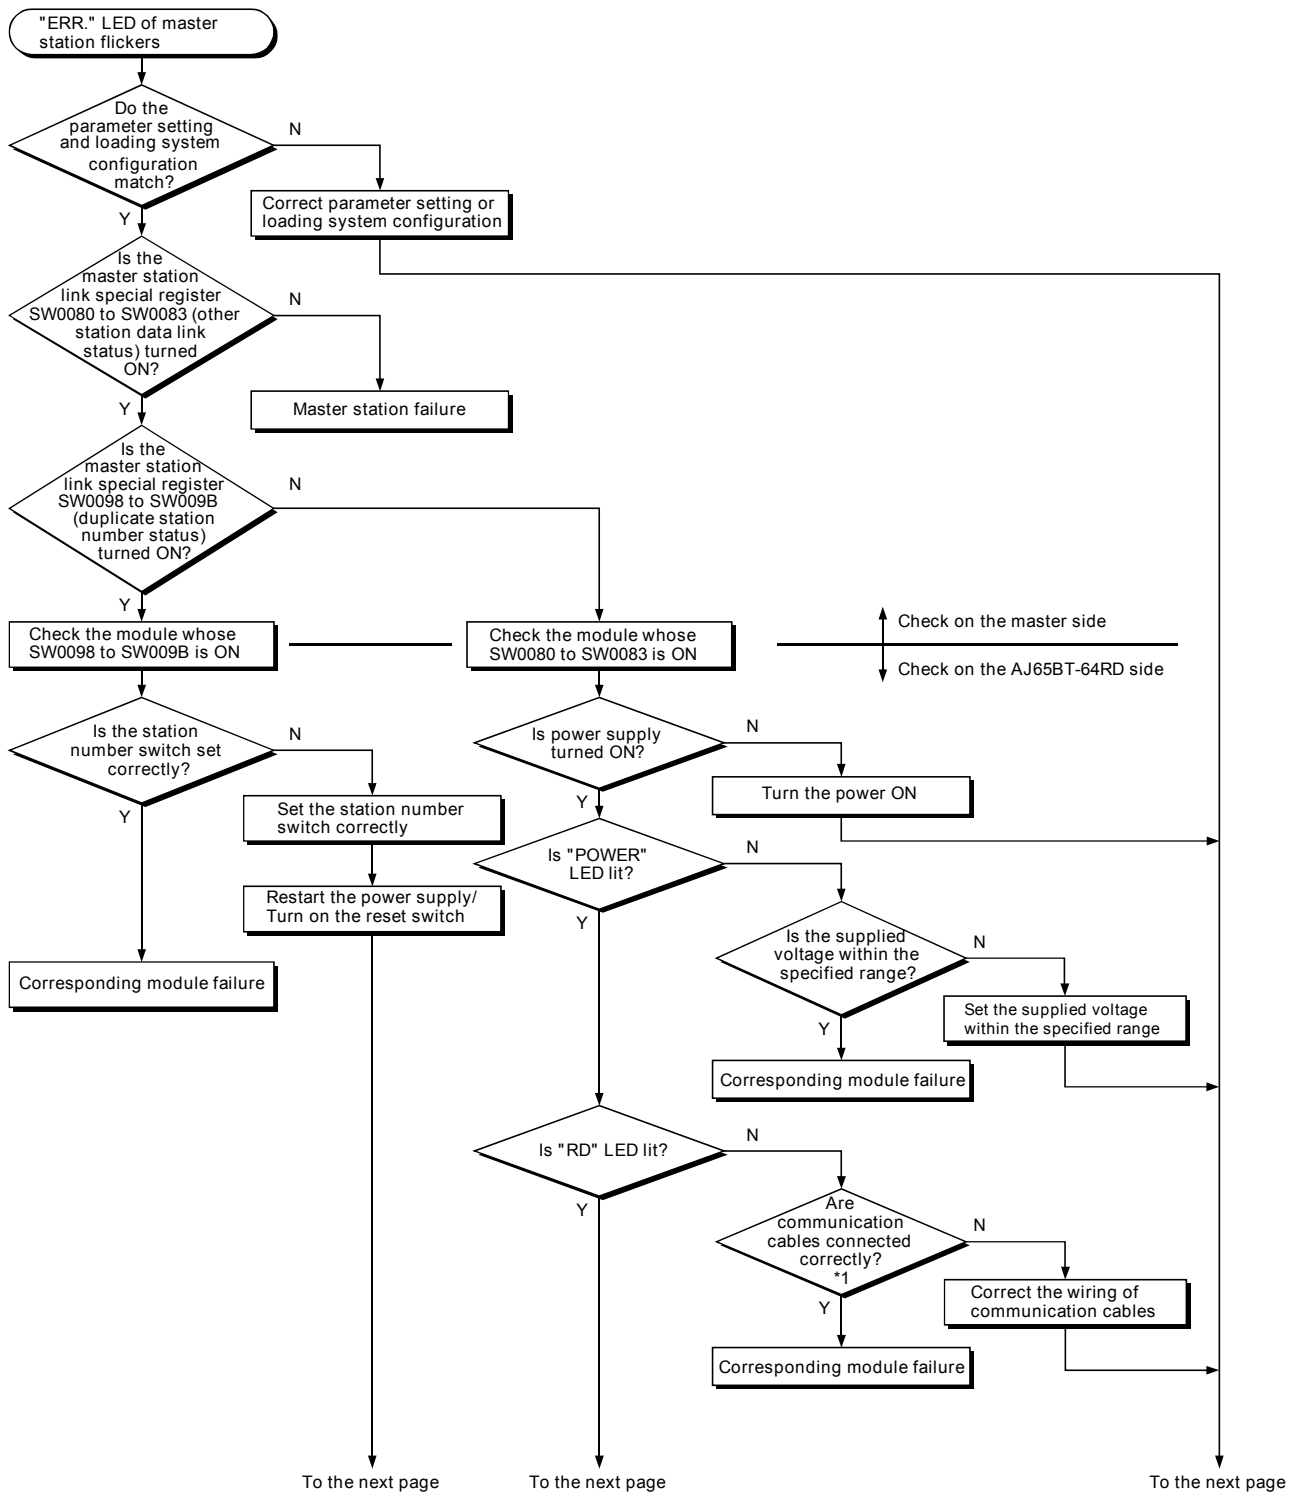 "ERR." LED of master
station flickers
Do the
parameter setting
and loading system
configuration
match?
N
Y
Correct parameter setting or
loading system configuration
Is the
master station
link special register
SW0080 to SW0083 (other
station data link
status) turned
ON?
N
Y
Master station failure
Is the
master station
link special register
SW0098 to SW009B
(duplicate station
number status)
turned ON?
N
Y
Check the module whose
SW0098 to SW009B is ON
Check the module whose
SW0080 to SW0083 is ON
Check on the master side
Check on the AJ65BT-64RD side
Is the station
number switch set
correctly?
N
Y
Set the station number
switch correctly
Restart the power supply/
Turn on the reset switch
Corresponding module failure
Is power supply
turned ON?
N
Y
Turn the power ON
Is "POWER"
LED lit?
N
Y
Is the supplied
voltage within the
specified range?
N
Y
Set the supplied voltage
within the specified range
Corresponding module failure
Is "RD" LED lit?
N
Y
Are
communication
cables connected
correctly?
*1
N
Y
Correct the wiring of
communication cables
Corresponding module failure
To the next page
To the next page
To the next page